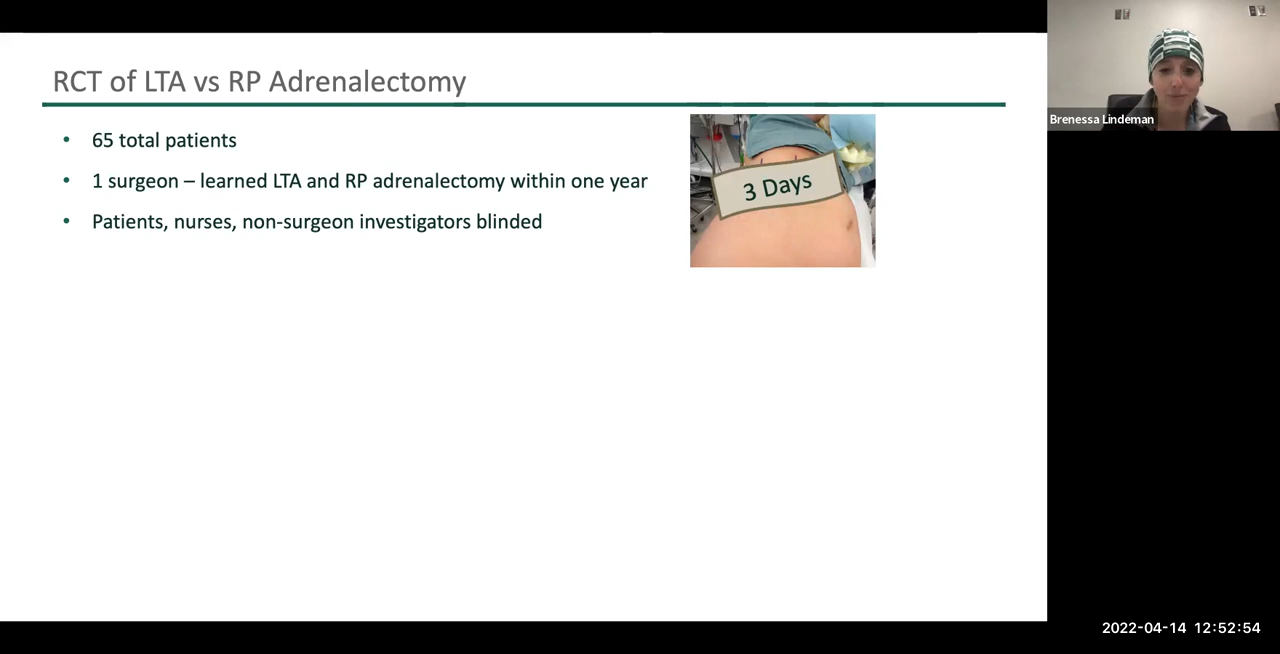 RCT of LTA vs RP Adrenalectomy
• 65 total patients
• 1 surgeon – learned LTA and RP adrenalectomy within one year
• Patients, nurses, non-surgeon investigators blinded
3 Days
Brenessa Lindeman
2022-04-14 12:52:54